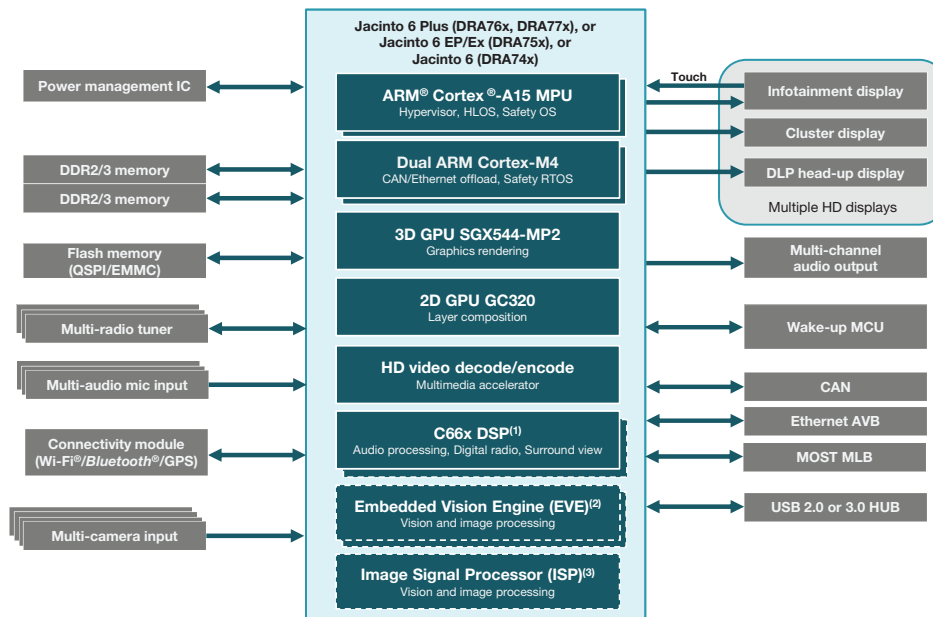 Jacinto 6 Plus (DRA76x, DRA77x), or
Jacinto 6 EP/Ex (DRA75x), or
Jacinto 6 (DRA74x)
Power management IC
DDR2/3 memory
DDR2/3 memory
Flash memory
(QSPI/EMMC)
Multi-radio tuner
Multi-audio mic input
Connectivity module
(Wi-Fi®/Bluetooth®/GPS)
Multi-camera input
ARM® Cortex®-A15 MPU
Hypervisor, HLOS, Safety OS
Dual ARM Cortex-M4
CAN/Ethernet offload, Safety RTOS
3D GPU SGX544-MP2
Graphics rendering
2D GPU GC320
Layer composition
HD video decode/encode
Multimedia accelerator
C66x DSP(1)
Audio processing, Digital radio, Surround view
Embedded Vision Engine (EVE)(2)
Vision and image processing
Image Signal Processor (ISP)(3)
Vision and image processing
Touch
Infotainment display
Cluster display
DLP head-up display
Multiple HD displays
Multi-channel
audio output
Wake-up MCU
CAN
Ethernet AVB
MOST MLB
USB 2.0 or 3.0 HUB